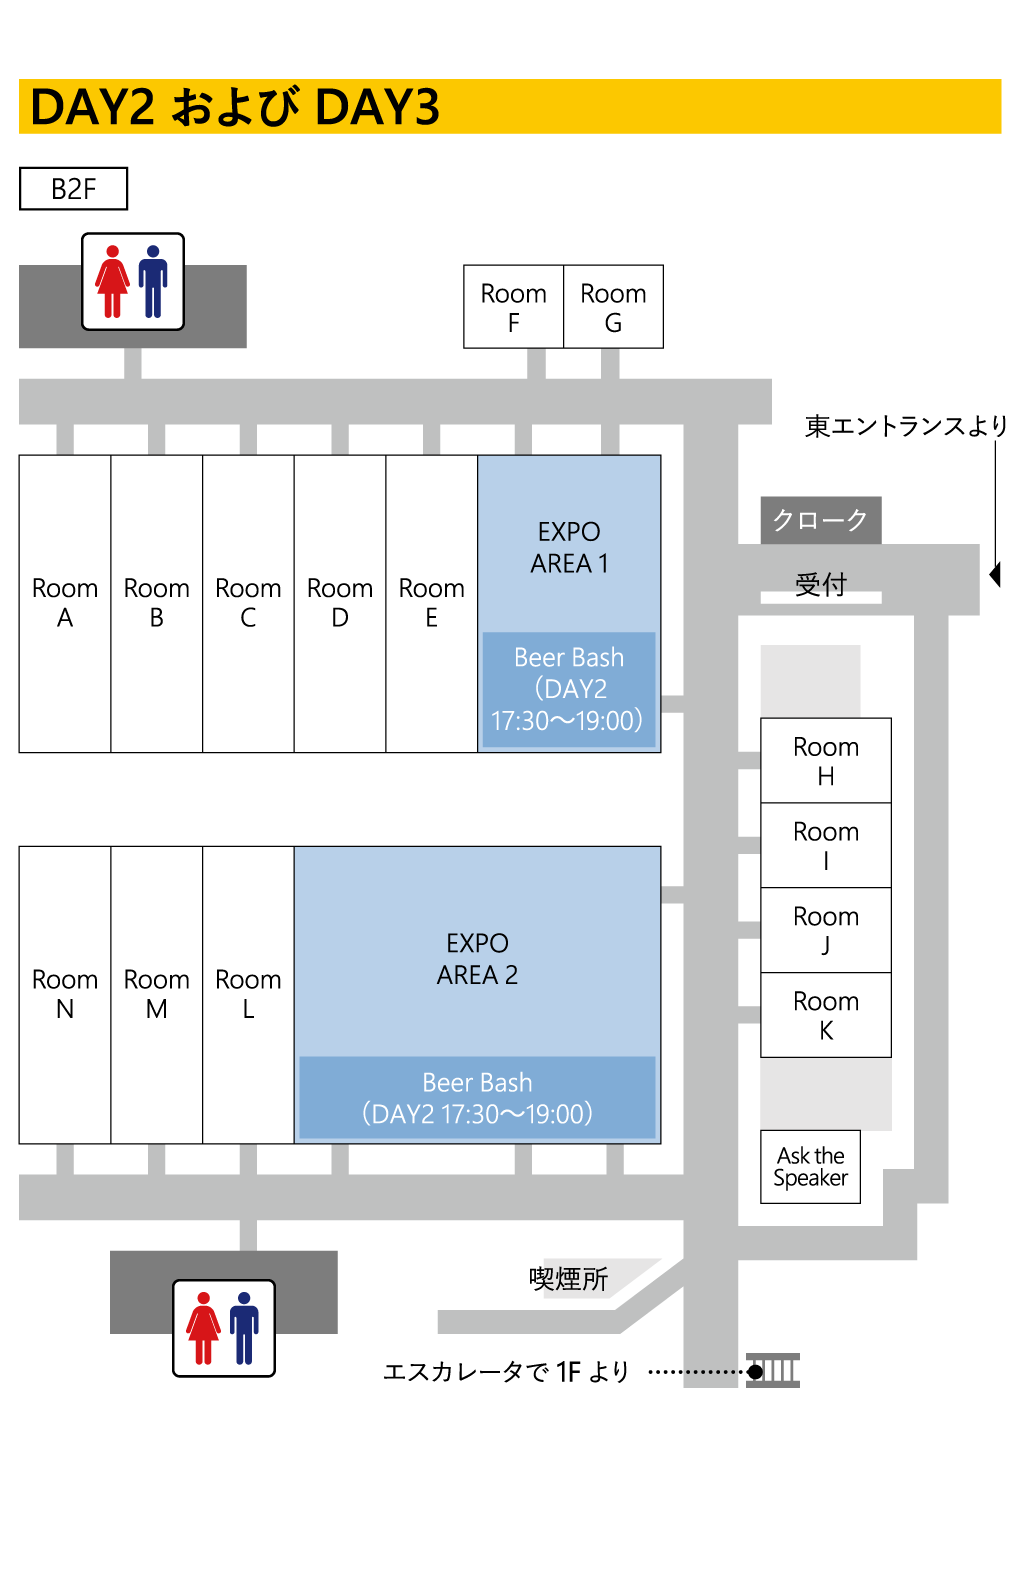 DAY2 および DAY3
B2F
Room
F
Room
G
東エントランスより
クローク
受付
EXPO
AREA 1
Room
A
Room
B
Room
C
Room
D
Room
E
Beer Bash
（DAY2
17:30〜19:00）
Room
H
Room
I
Room
J
Room
K
EXPO
AREA 2
Room
N
Room
M
Room
L
Beer Bash
（DAY2 17:30〜19:00）
Ask the
Speaker
喫煙所
エスカレータで 1F より